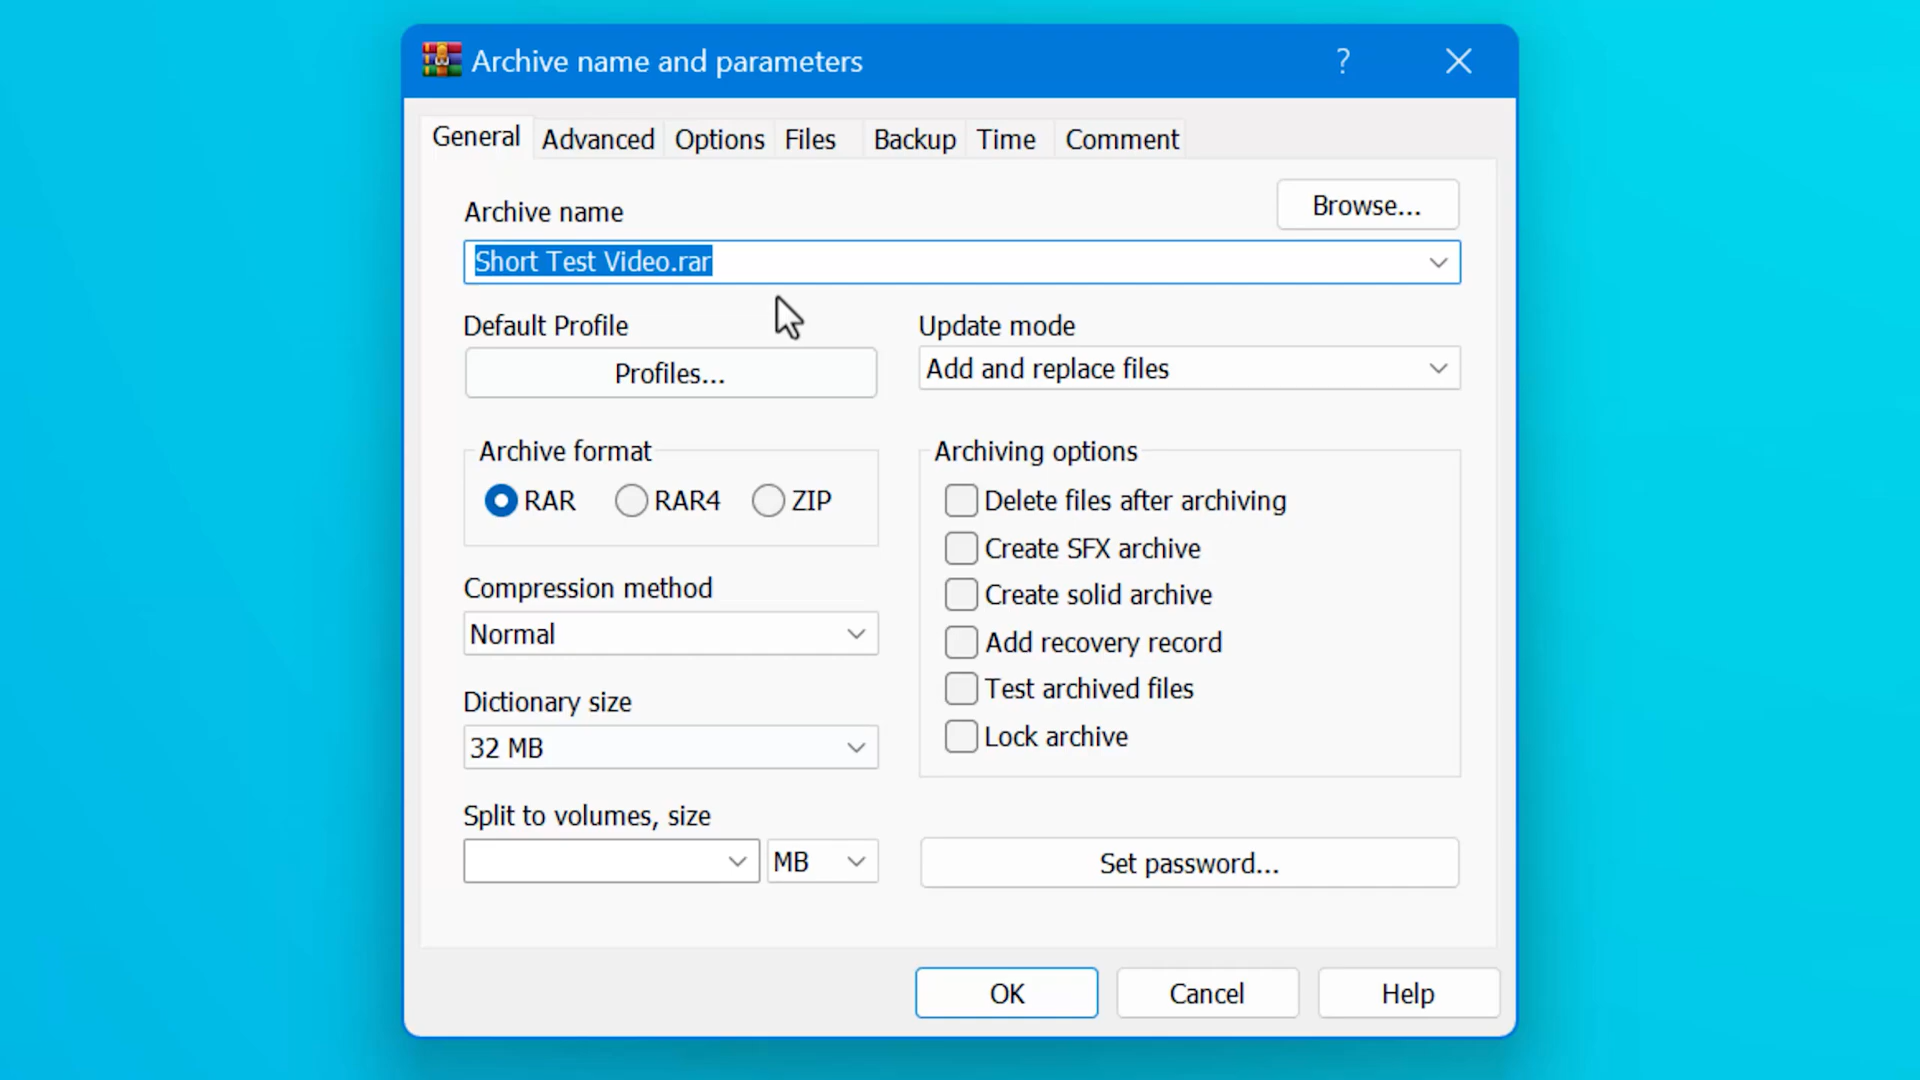 Archive name and parameters ?
General Advanced Options Files Backup Time Comment
Archive name
Browse...
Short Test Video.rar
Default Profile
Profiles...
Update mode
Add and replace files
Archive format
RAR RAR4 ZIP
Compression method
Normal
Dictionary size
32 MB
Split to volumes, size
MB
Archiving options
Delete files after archiving
Create SFX archive
Create solid archive
Add recovery record
Test archived files
Lock archive
Set password...
OK Cancel Help